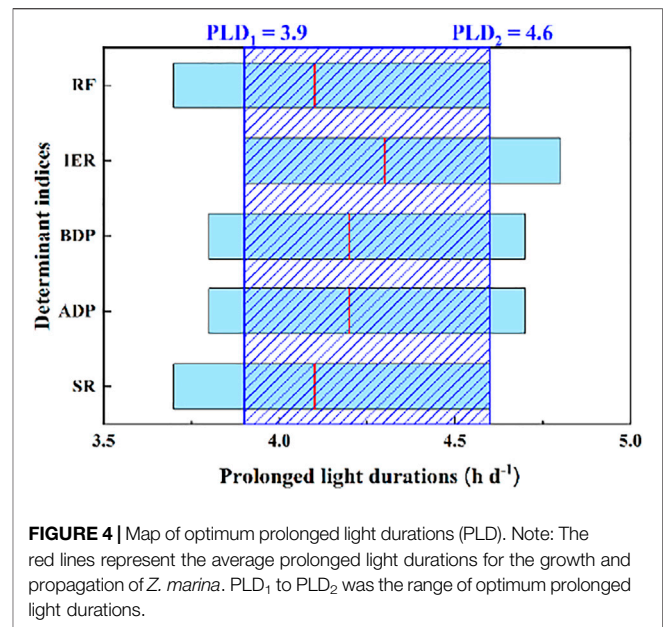 PLD₁ = 3.9 PLD₂ = 4.6
RF
IER
BDP
ADP
SR
Determinant indices
3.5 4.0 4.5 5.0
Prolonged light durations (h d⁻¹)
FIGURE 4 | Map of optimum prolonged light durations (PLD). Note: The
red lines represent the average prolonged light durations for the growth and
propagation of Z. marina. PLD₁ to PLD₂ was the range of optimum prolonged
light durations.